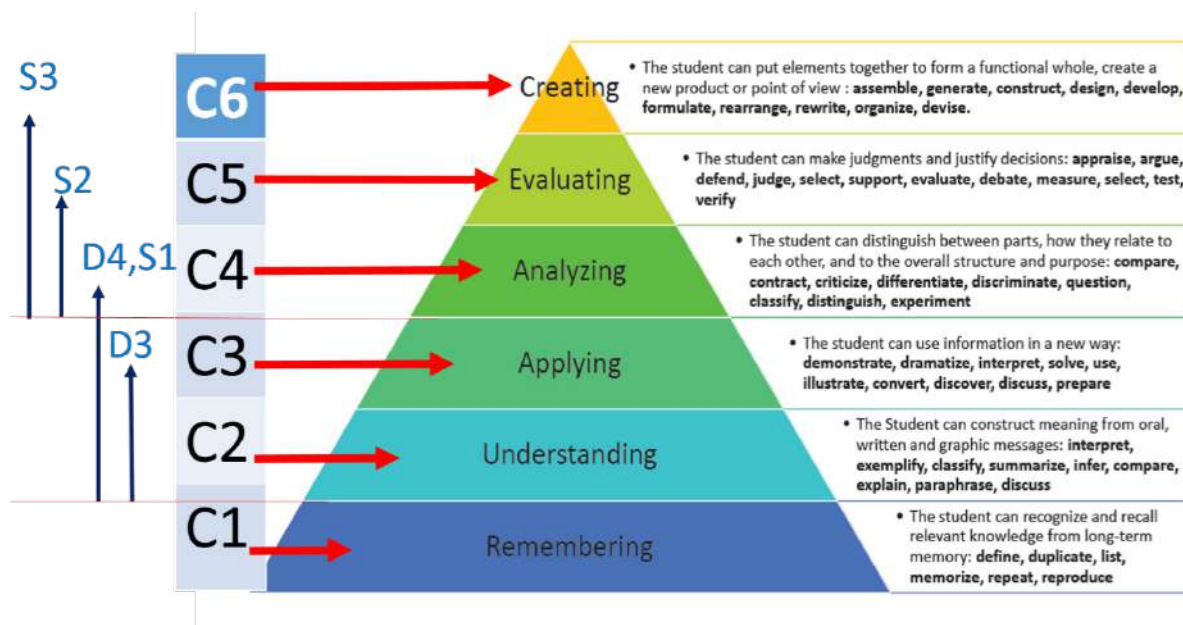 S3
S2
D4,S1
D3
C6
C5
C4
C3
C2
C1
Creating
Evaluating
Analyzing
Applying
Understanding
Remembering
• The student can put elements together to form a functional whole, create a
new product or point of view : assemble, generate, construct, design, develop,
formulate, rearrange, rewrite, organize, devise.
• The student can make judgments and justify decisions: appraise, argue,
defend, judge, select, support, evaluate, debate, measure, select, test,
verify
• The student can distinguish between parts, how they relate to
each other, and to the overall structure and purpose: compare,
contract, criticize, differentiate, discriminate, question,
classify, distinguish, experiment
• The student can use information in a new way:
demonstrate, dramatize, interpret, solve, use,
illustrate, convert, discover, discuss, prepare
• The Student can construct meaning from oral,
written and graphic messages: interpret,
exemplify, classify, summarize, infer, compare,
explain, paraphrase, discuss
• The student can recognize and recall
relevant knowledge from long-term
memory: define, duplicate, list,
memorize, repeat, reproduce